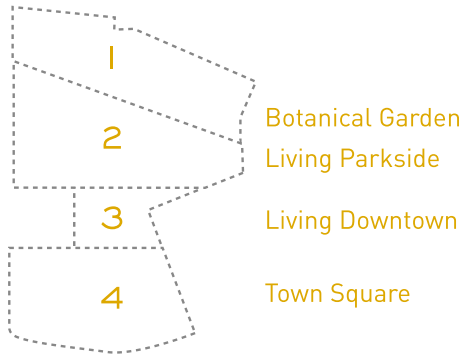 1
2
Botanical Garden
Living Parkside
3
Living Downtown
4
Town Square